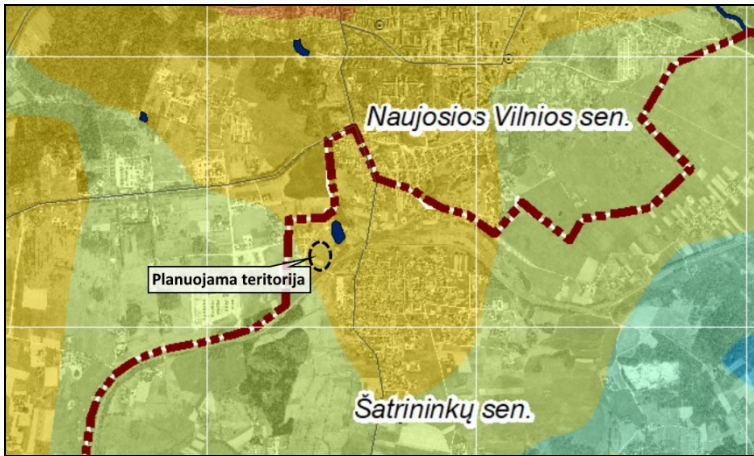 Naujosios Vilnios sen.
Planuojama teritorija
Šatrininkų sen.